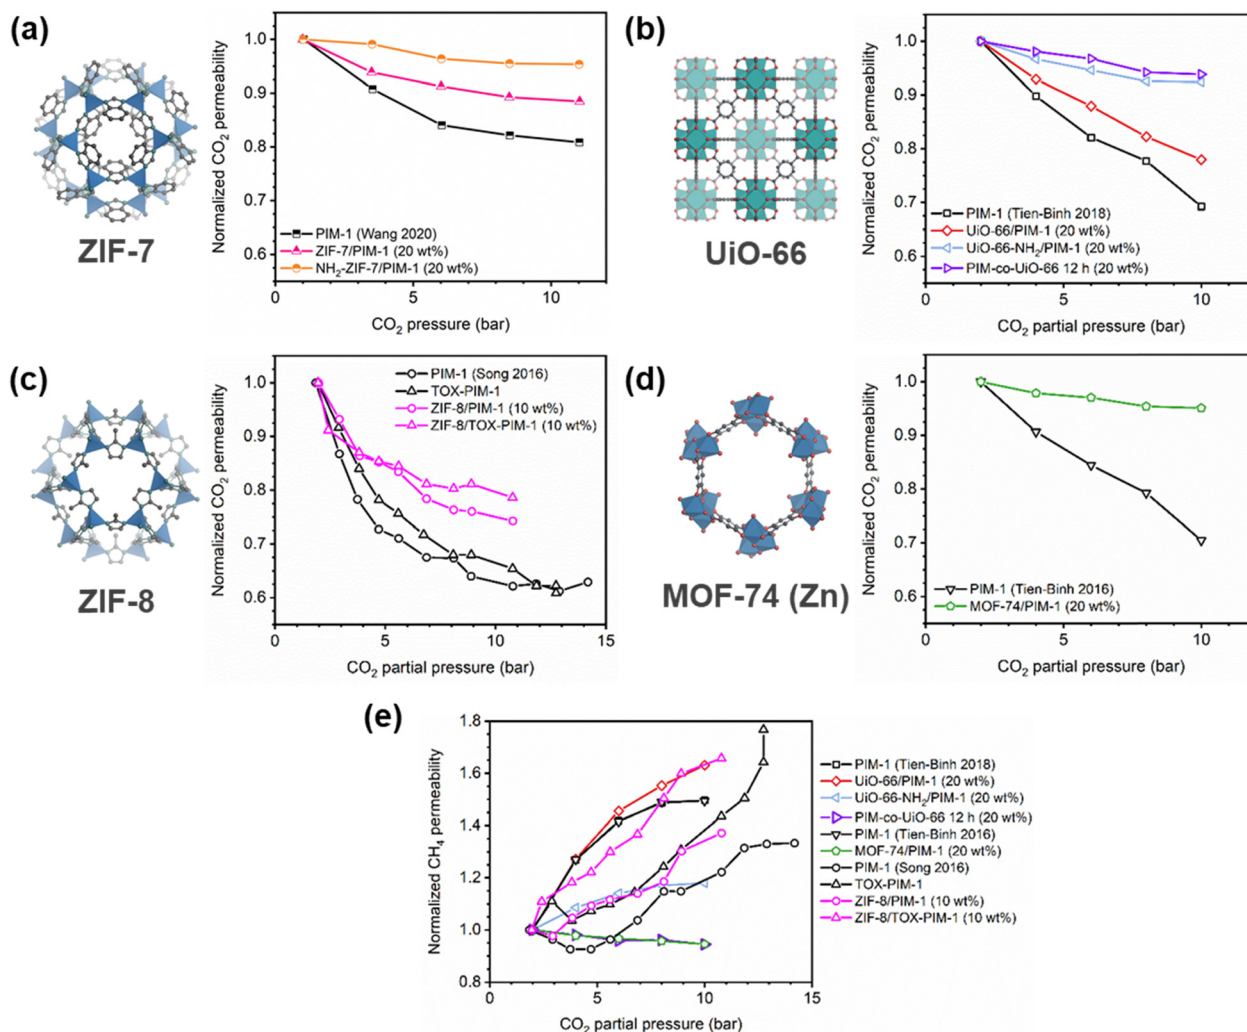 (a)
ZIF-7
Normalized CO₂ permeability
1.0
0.9
0.8
0.7
0.6
PIM-1 (Wang 2020)
ZIF-7/PIM-1 (20 wt%)
NH₂-ZIF-7/PIM-1 (20 wt%)
0 5 10
CO₂ pressure (bar)
(b)
UiO-66
Normalized CO₂ permeability
1.0
0.9
0.8
0.7
0.6
PIM-1 (Tien-Binh 2018)
UiO-66/PIM-1 (20 wt%)
UiO-66-NH₂/PIM-1 (20 wt%)
PIM-co-UiO-66 12 h (20 wt%)
0 2 4 6 8 10
CO₂ partial pressure (bar)
(c)
ZIF-8
Normalized CO₂ permeability
1.0
0.9
0.8
0.7
0.6
PIM-1 (Song 2016)
TOX-PIM-1
ZIF-8/PIM-1 (10 wt%)
ZIF-8/TOX-PIM-1 (10 wt%)
0 5 10 15
CO₂ partial pressure (bar)
(d)
MOF-74 (Zn)
Normalized CO₂ permeability
1.0
0.9
0.8
0.7
0.6
PIM-1 (Tien-Binh 2016)
MOF-74/PIM-1 (20 wt%)
0 2 4 6 8 10
CO₂ partial pressure (bar)
(e)
Normalized CH₄ permeability
1.8
1.6
1.4
1.2
1.0
0.8
0 5 10 15
CO₂ partial pressure (bar)
PIM-1 (Tien-Binh 2018)
UiO-66/PIM-1 (20 wt%)
UiO-66-NH₂/PIM-1 (20 wt%)
PIM-co-UiO-66 12 h (20 wt%)
PIM-1 (Tien-Binh 2016)
MOF-74/PIM-1 (20 wt%)
PIM-1 (Song 2016)
TOX-PIM-1
ZIF-8/PIM-1 (10 wt%)
ZIF-8/TOX-PIM-1 (10 wt%)